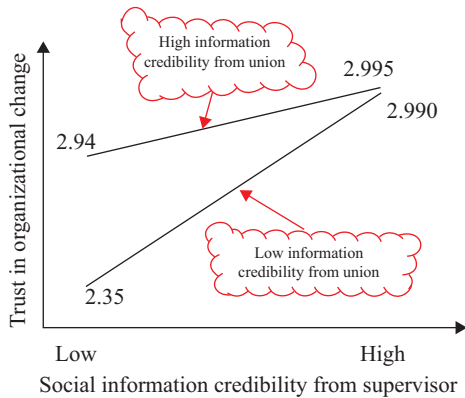 High information
credibility from union
2.995
2.990
2.94
Low information
credibility from union
2.35
Trust in organizational change
Low
High
Social information credibility from supervisor